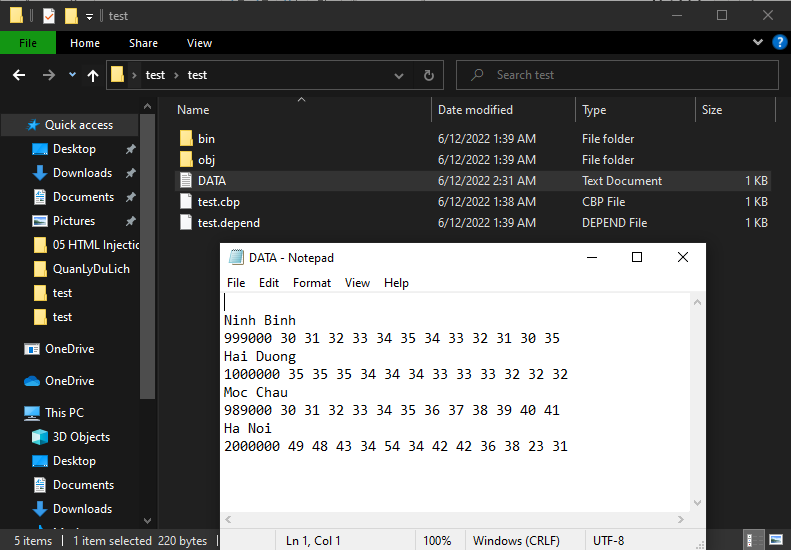 test
File Home Share View
test test
Search test
Name Date modified Type Size
Quick access
Desktop
Downloads
Documents
Pictures
05 HTML Injectic
QuanLyDuLich
test
test
OneDrive
OneDrive
This PC
3D Objects
Desktop
Documents
Downloads
bin 6/12/2022 1:39 AM File folder
obj 6/12/2022 1:39 AM File folder
DATA 6/12/2022 2:31 AM Text Document 1 KB
test.cbp 6/12/2022 1:38 AM CBP File 1 KB
test.depend 6/12/2022 1:39 AM DEPEND File 1 KB
DATA - Notepad
File Edit Format View Help
Ninh Binh
999000 30 31 32 33 34 35 34 33 32 31 30 35
Hai Duong
1000000 35 35 35 34 34 34 33 33 33 32 32 32
Moc Chau
989000 30 31 32 33 34 35 36 37 38 39 40 41
Ha Noi
2000000 49 48 43 34 54 34 42 42 36 38 23 31
Ln 1, Col 1 100% Windows (CRLF) UTF-8
5 items 1 item selected 220 bytes